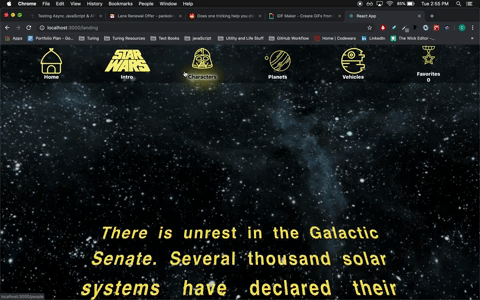 Chrome File Edit View History Bookmarks People Window Help
Tue 2:55 PM
Testing Async JavaScript & A
Lens Renewal Offer - pankoo
Does one tricking help you cl
GIF Maker - Create GIFs from
React App
localhost:3000/landing
Apps Portfolio Plan - Go... Turing Turing Requirements Test Books JavaScript Utility and Life Stuff GitHub Workflow Home | Codewars LinkedIn The Wick Editor -...
Home
STAR WARS
Intro
Characters
Planets
Vehicles
Favorites
0
There is unrest in the Galactic
Senate. Several thousand solar
systems have declared their
localhost:3000/people